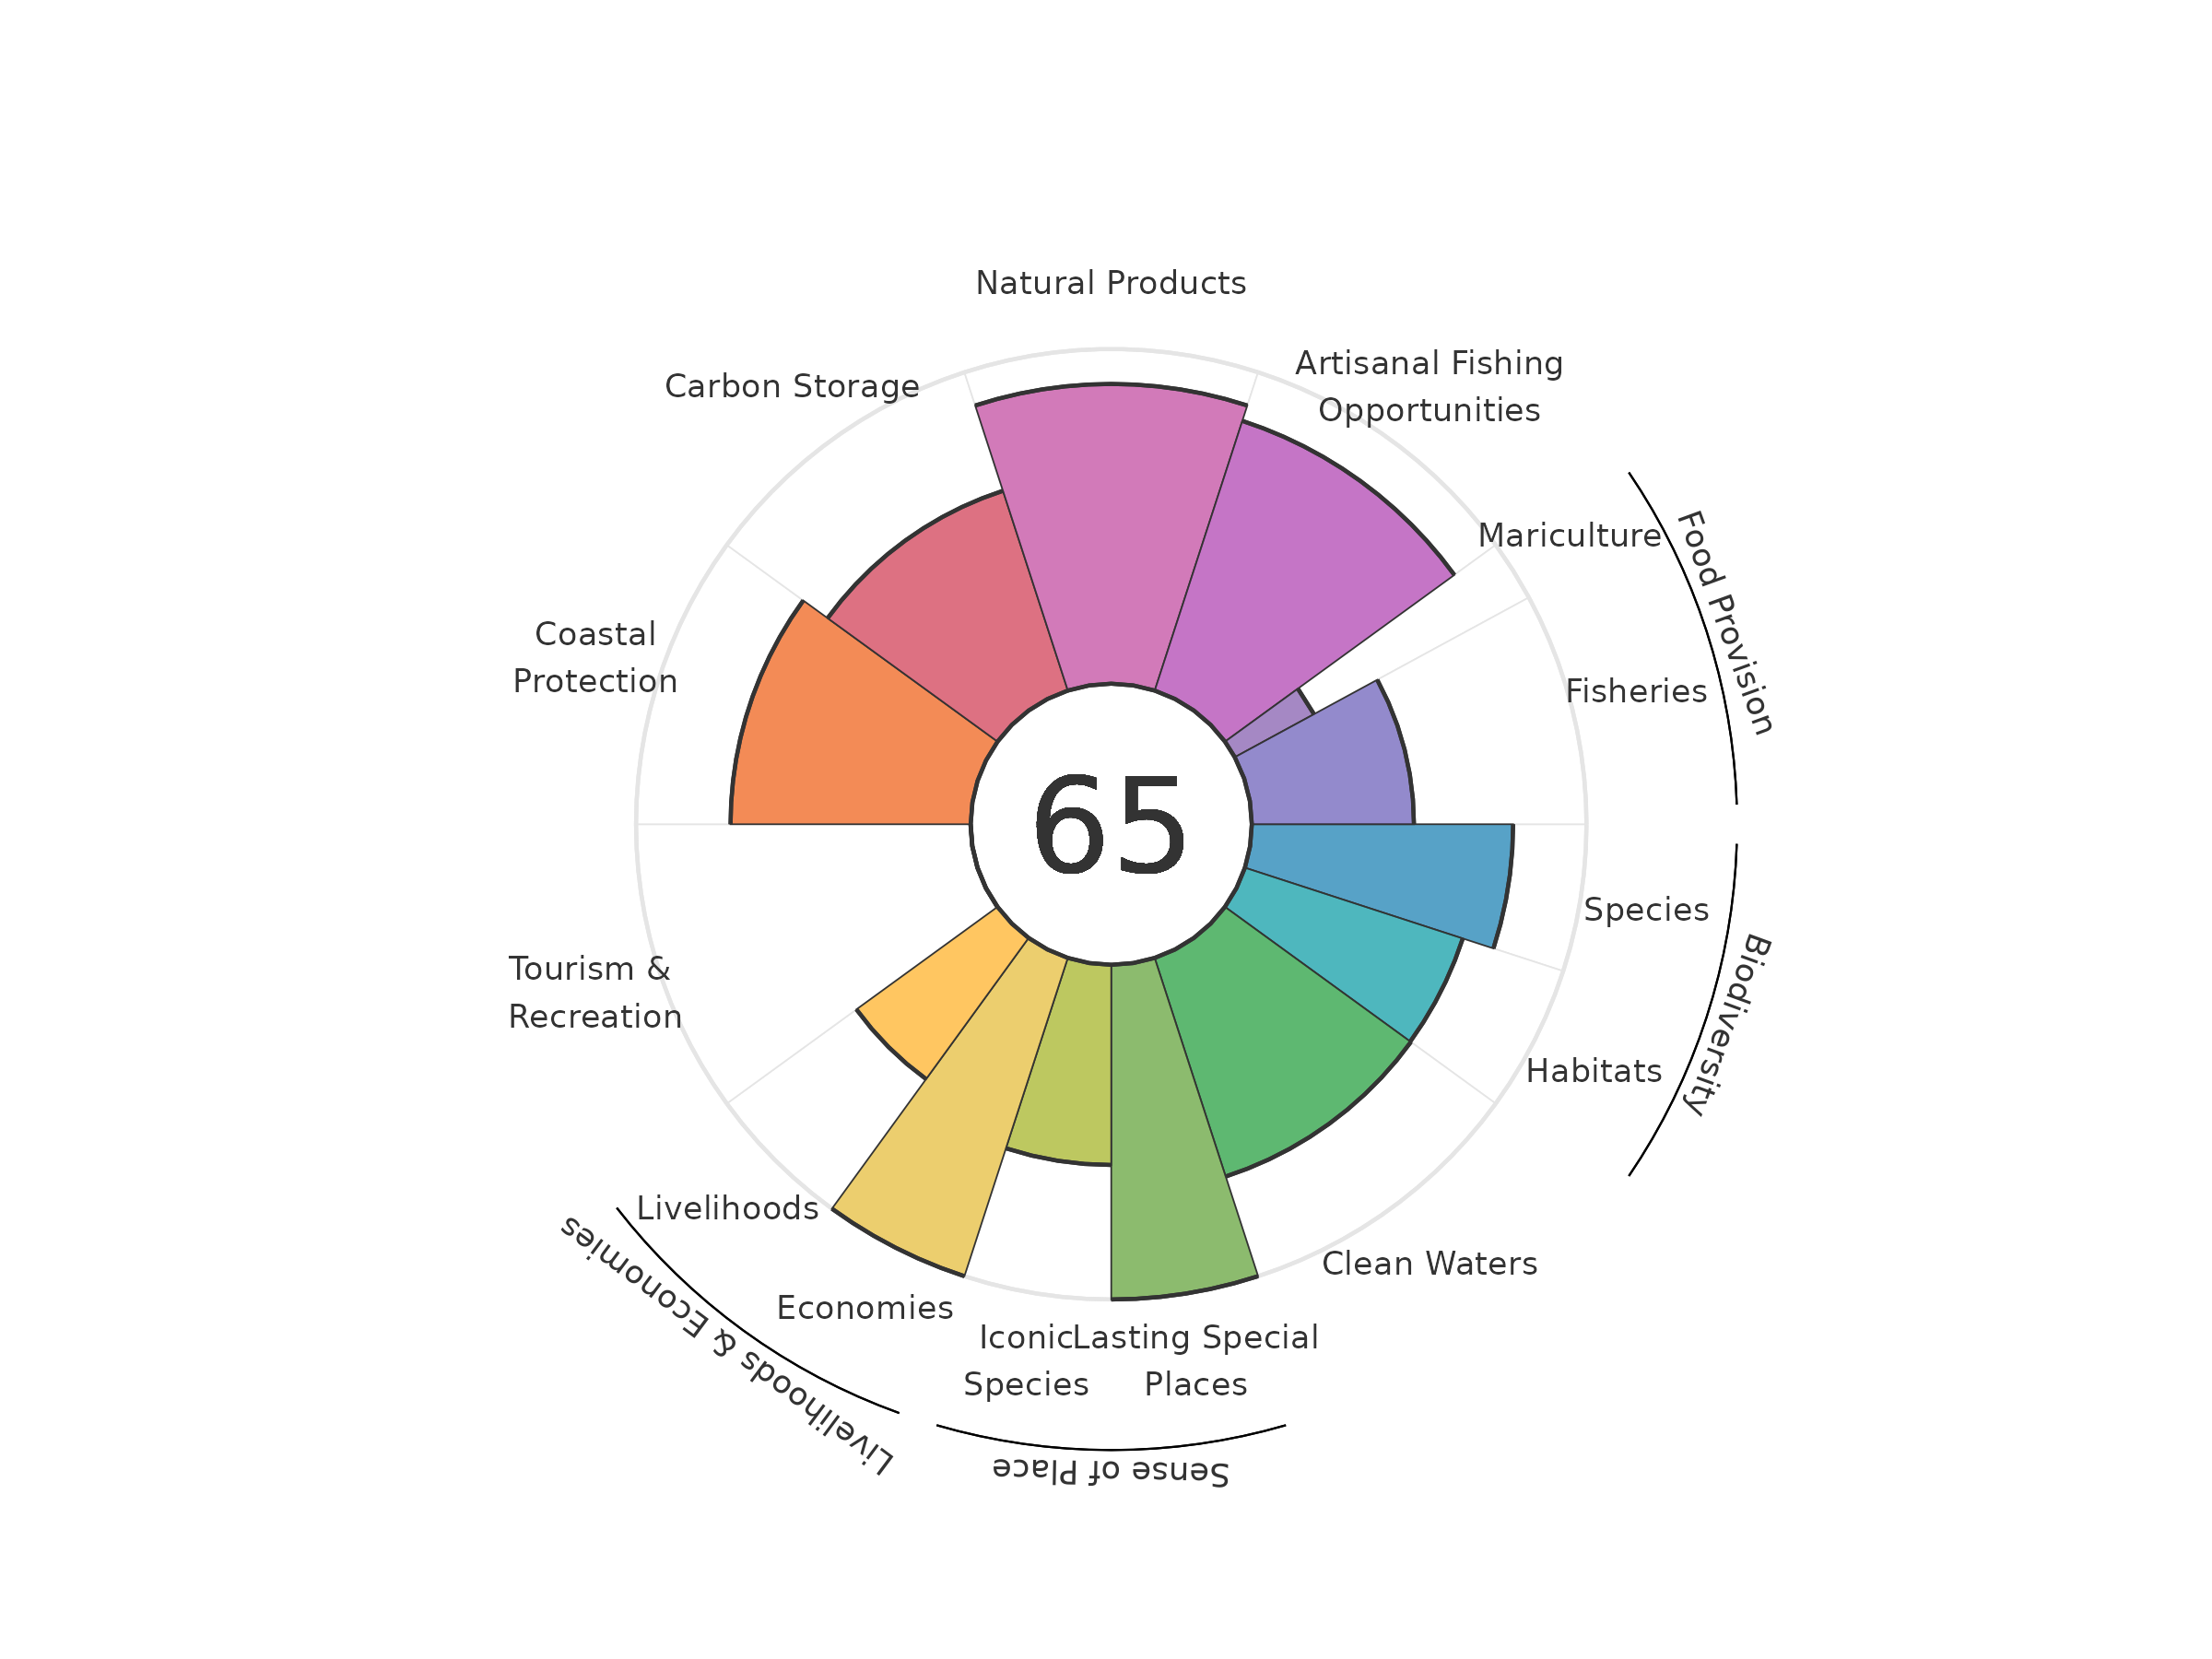 Natural Products
Artisanal Fishing
Opportunities
Carbon Storage
Mariculture
Food Provision
Coastal
Protection
Fisheries
65
Species
Biodiversity
Tourism &
Recreation
Habitats
Livelihoods
Clean Waters
Livelihoods & Economies
Economies
Iconic
Species
Lasting Special
Places
Sense of Place